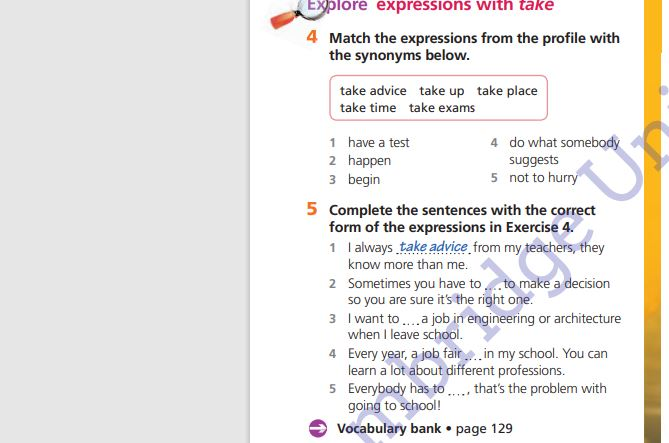 Explore expressions with take
4 Match the expressions from the profile with
the synonyms below.
take advice take up take place
take time take exams
1 have a test
2 happen
3 begin
4 do what somebody
suggests
5 not to hurry
5 Complete the sentences with the correct
form of the expressions in Exercise 4.
1 I always take advice from my teachers, they
know more than me.
2 Sometimes you have to .... to make a decision
so you are sure it's the right one.
3 I want to .... a job in engineering or architecture
when I leave school.
4 Every year, a job fair .... in my school. You can
learn a lot about different professions.
5 Everybody has to ...., that's the problem with
going to school!
Vocabulary bank • page 129
mbridge Uni